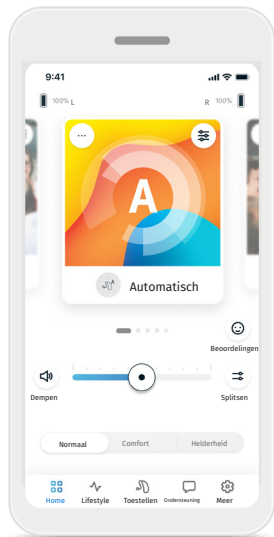 9:41
100% L
R 100%
A
Automatisch
Beoordelingen
Dempen
Splitsen
Normaal Comfort Helderheid
Home Lifestyle Toestellen Ondersteuning Meer